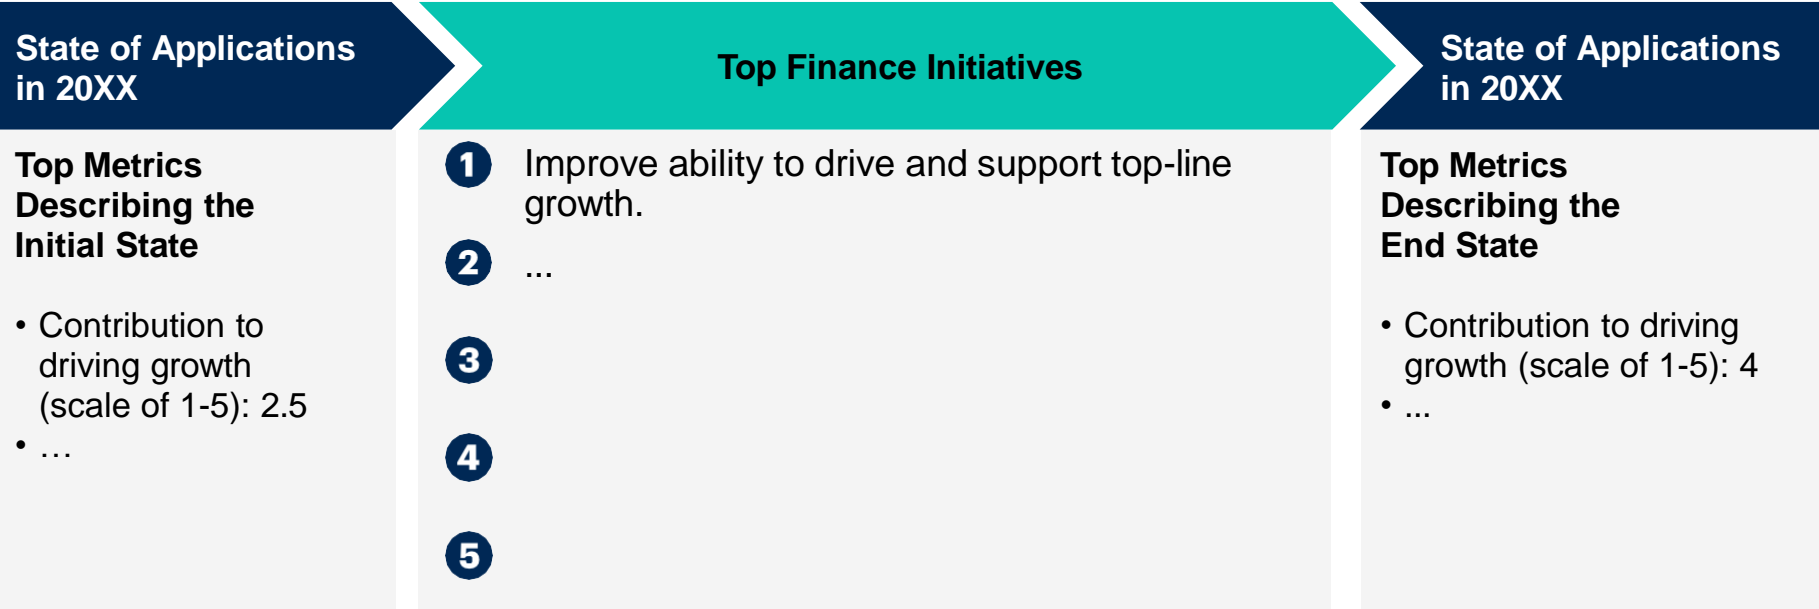 State of Applications
in 20XX
Top Metrics
Describing the
Initial State
• Contribution to
driving growth
(scale of 1-5): 2.5
• …
Top Finance Initiatives
1 Improve ability to drive and support top-line
growth.
2 ...
3
4
5
State of Applications
in 20XX
Top Metrics
Describing the
End State
• Contribution to driving
growth (scale of 1-5): 4
• ...